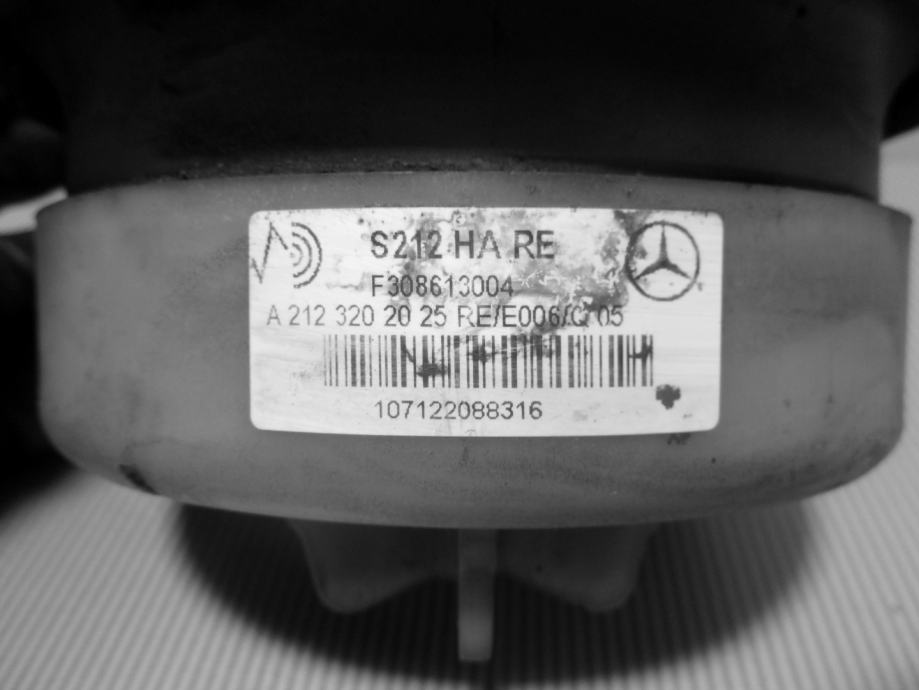 S212 HA RE
F308613004
A 212 320 20 25 RE/E006/C 05
107122088316